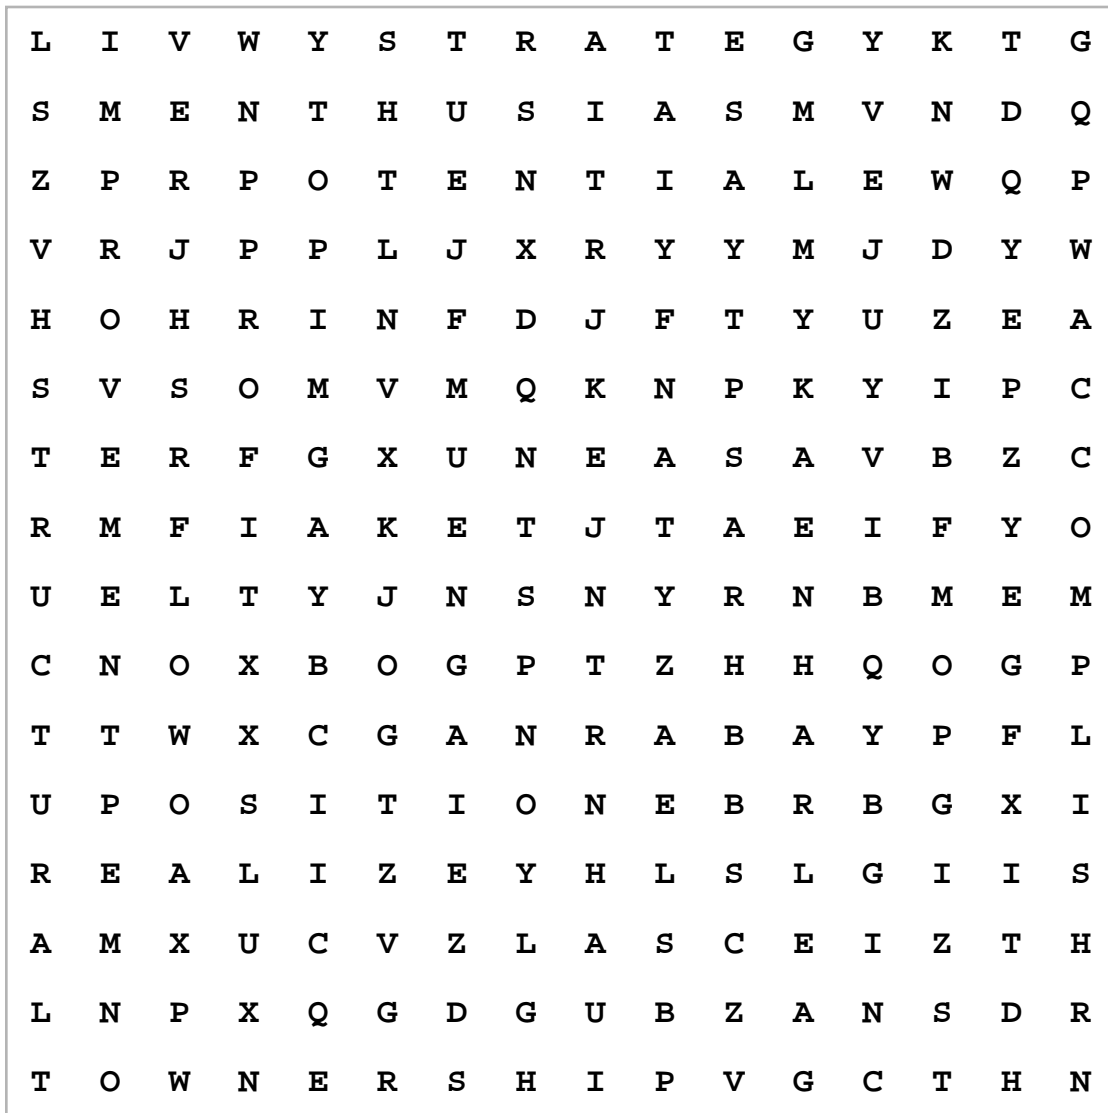 L I V W Y S T R A T E G Y K T G
S M E N T H U S I A S M V N D Q
Z P R P O T E N T I A L E W Q P
V R J P P L J X R Y Y M J D Y W
H O H R I N F D J F T Y U Z E A
S V S O M V M Q K N P K Y I P C
T E R F G X U N E A S A V B Z C
R M F I A K E T J T A E I F Y O
U E L T Y J N S N Y R N B M E M
C N O X B O G P T Z H H Q O G P
T T W X C G A N R A B A Y P F L
U P O S I T I O N E B R B G X I
R E A L I Z E Y H L S L G I I S
A M X U C V Z L A S C E I Z T H
L N P X Q G D G U B Z A N S D R
T O W N E R S H I P V G C T H N